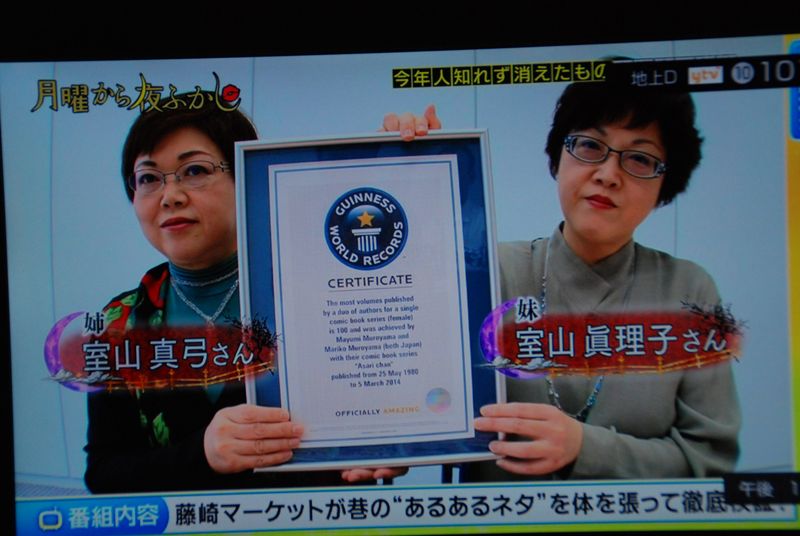 月曜から夜ふかし
今年人知れず消えたもの
地上D ytv 10
GUINNESS
WORLD RECORDS
CERTIFICATE
The most volumes published
by a duo of authors for a single
comic book series (female)
is 100 and was achieved by
Mayumi Muroyama and
Mariko Muroyama (both Japan)
with their comic book series
"Asari chan"
published from 25 May 1980
to 5 March 2014
OFFICIALLY AMAZING
姉
室山 真弓さん
妹
室山 眞理子さん
午後
番組内容
藤崎マーケットが巷の“あるあるネタ”を体を張って徹底検証!